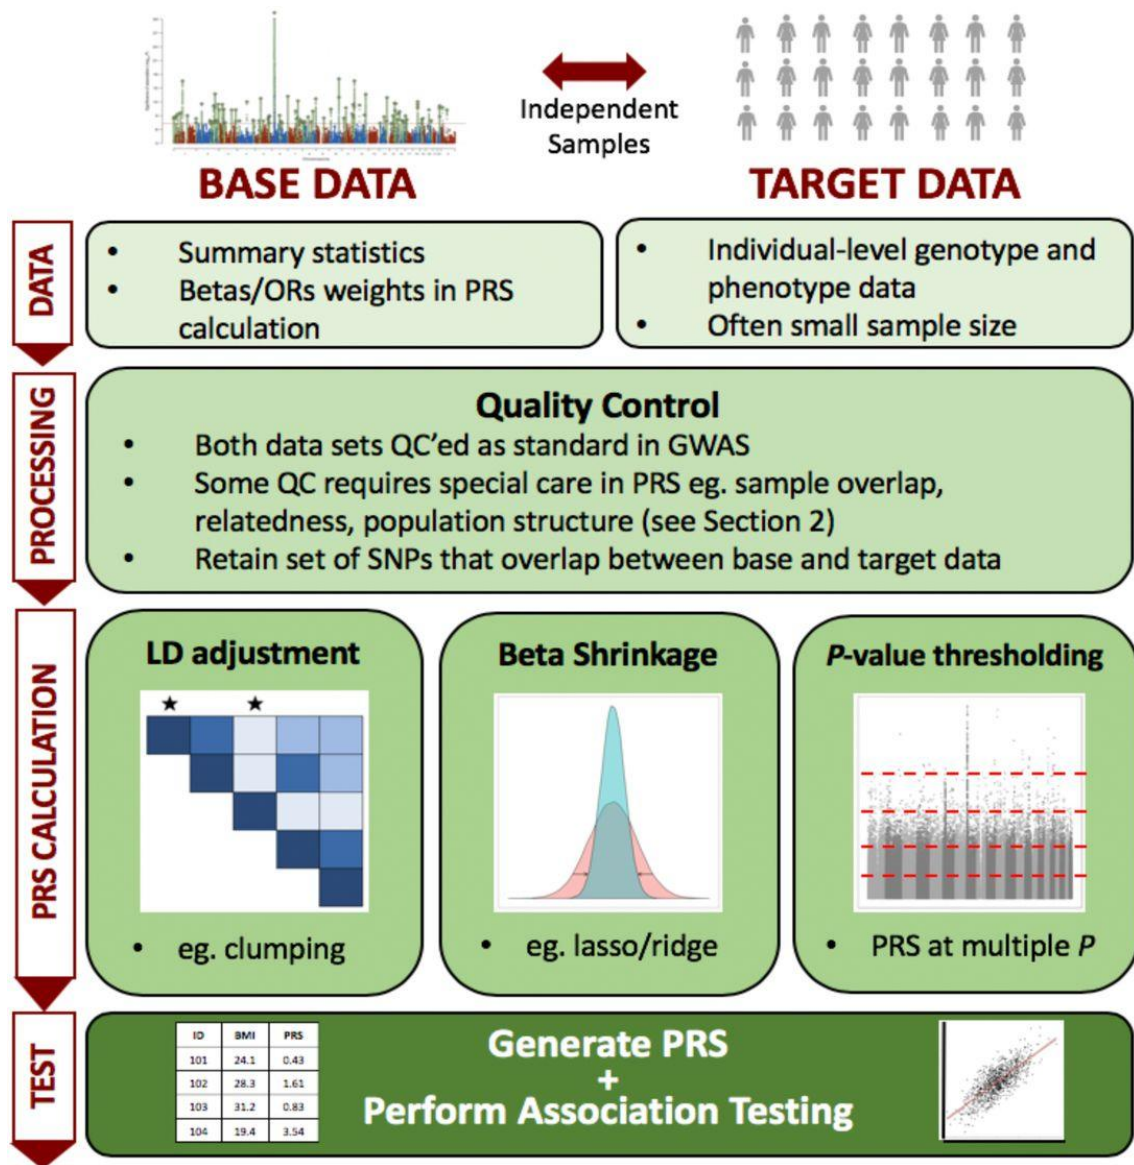 Independent
Samples
BASE DATA
TARGET DATA
DATA
• Summary statistics
• Betas/ORs weights in PRS
calculation
• Individual-level genotype and
phenotype data
• Often small sample size
PROCESSING
Quality Control
• Both data sets QC'ed as standard in GWAS
• Some QC requires special care in PRS eg. sample overlap,
relatedness, population structure (see Section 2)
• Retain set of SNPs that overlap between base and target data
PRS CALCULATION
LD adjustment
• eg. clumping
Beta Shrinkage
• eg. lasso/ridge
P-value thresholding
• PRS at multiple P
TEST
ID BMI PRS
101 24.1 0.43
102 28.3 1.61
103 31.2 0.83
104 19.4 3.54
Generate PRS
+
Perform Association Testing